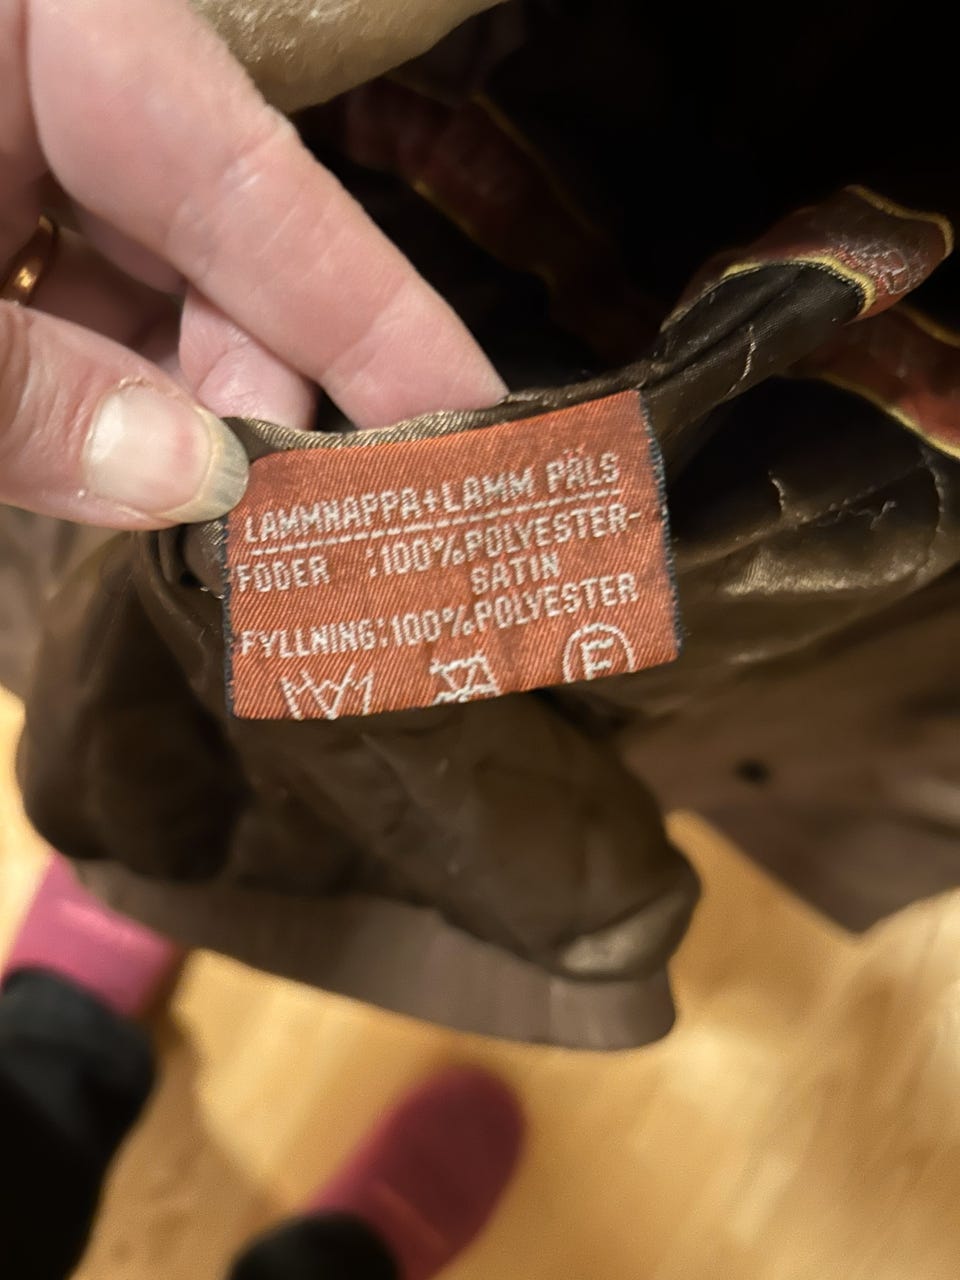 LAMMNAPPA+LAMM PÄLS
FODER :100%POLYESTER-
SATIN
FYLLNING:100%POLYESTER
F